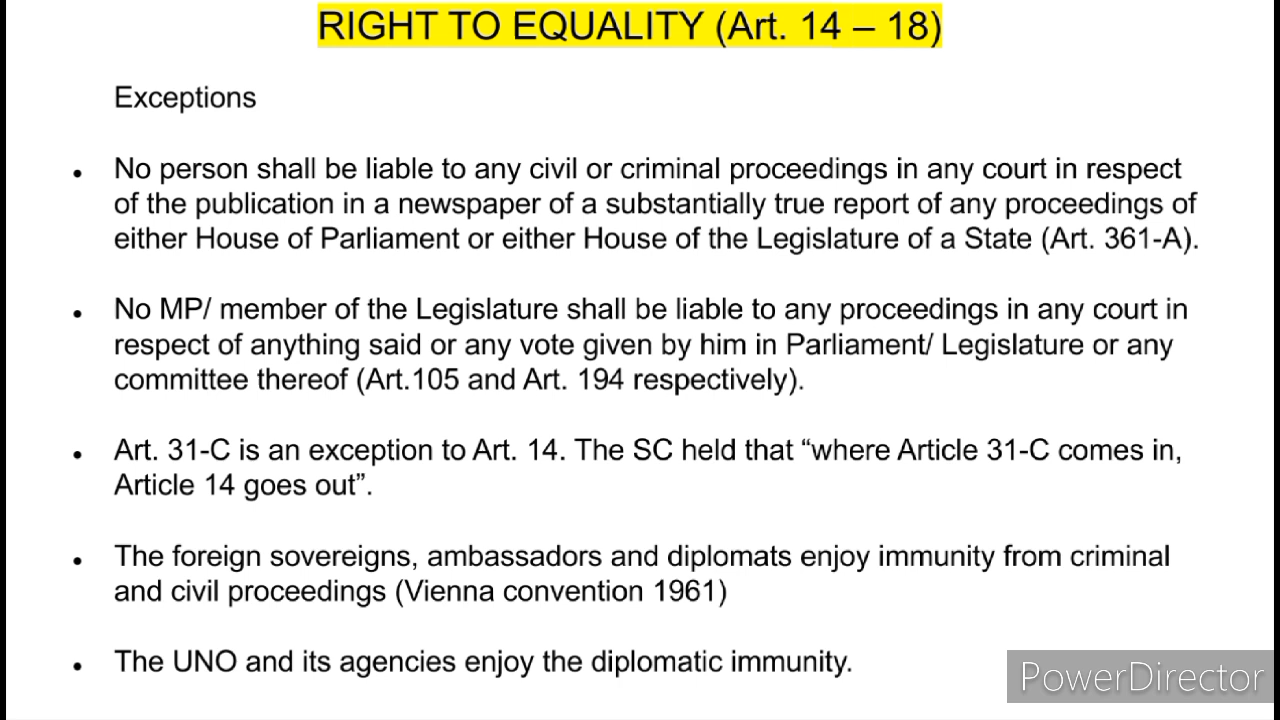 RIGHT TO EQUALITY (Art. 14 – 18)
Exceptions
• No person shall be liable to any civil or criminal proceedings in any court in respect
of the publication in a newspaper of a substantially true report of any proceedings of
either House of Parliament or either House of the Legislature of a State (Art. 361-A).
• No MP/ member of the Legislature shall be liable to any proceedings in any court in
respect of anything said or any vote given by him in Parliament/ Legislature or any
committee thereof (Art.105 and Art. 194 respectively).
• Art. 31-C is an exception to Art. 14. The SC held that “where Article 31-C comes in,
Article 14 goes out”.
• The foreign sovereigns, ambassadors and diplomats enjoy immunity from criminal
and civil proceedings (Vienna convention 1961)
• The UNO and its agencies enjoy the diplomatic immunity.
PowerDirector